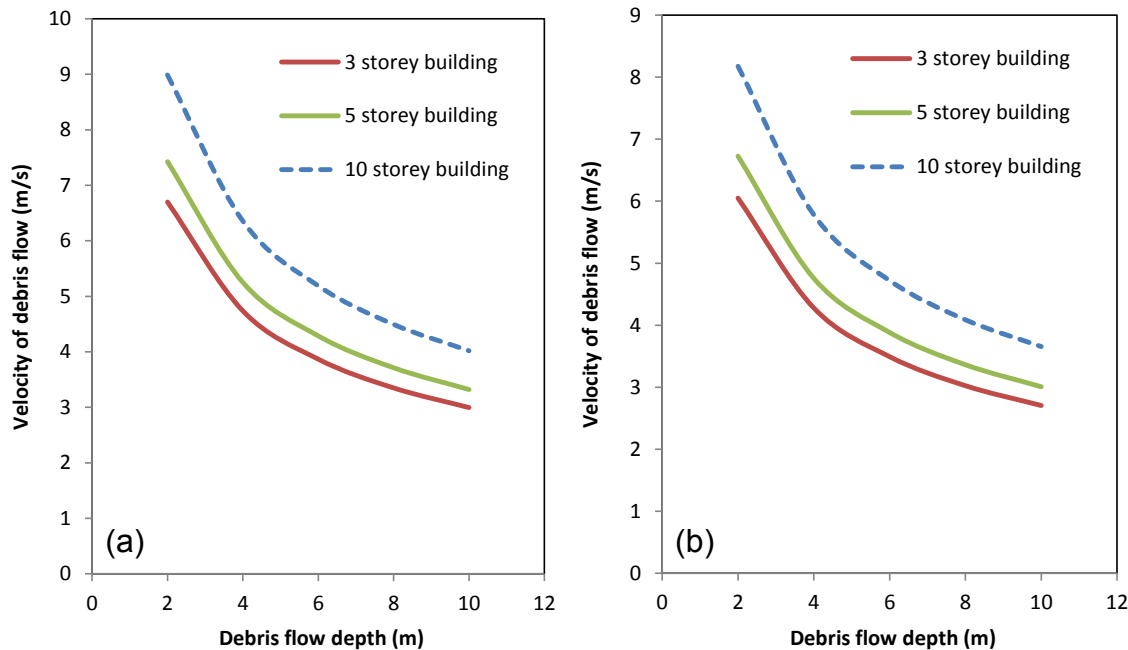 10
9
8
7
6
5
4
3
2
1
0
Velocity of debris flow (m/s)
3 storey building
5 storey building
10 storey building
(a)
0 2 4 6 8 10 12
Debris flow depth (m)
9
8
7
6
5
4
3
2
1
0
Velocity of debris flow (m/s)
3 storey building
5 storey building
10 storey building
(b)
0 2 4 6 8 10 12
Debris flow depth (m)